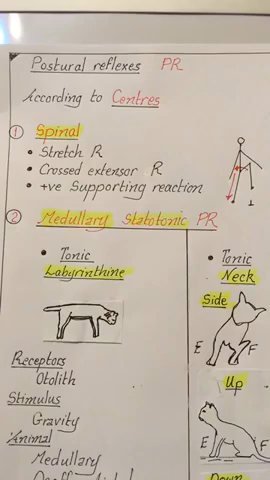 Postural reflexes PR
According to Centres
① Spinal
• Stretch R
• Crossed extensor R
• +ve Supporting reaction
② Medullary Statotonic PR
• Tonic
Labyrinthine
Receptors
Otolith
Stimulus
Gravity
Animal
Medullary
• Tonic
Neck
Side
E F
Up
E F
Down